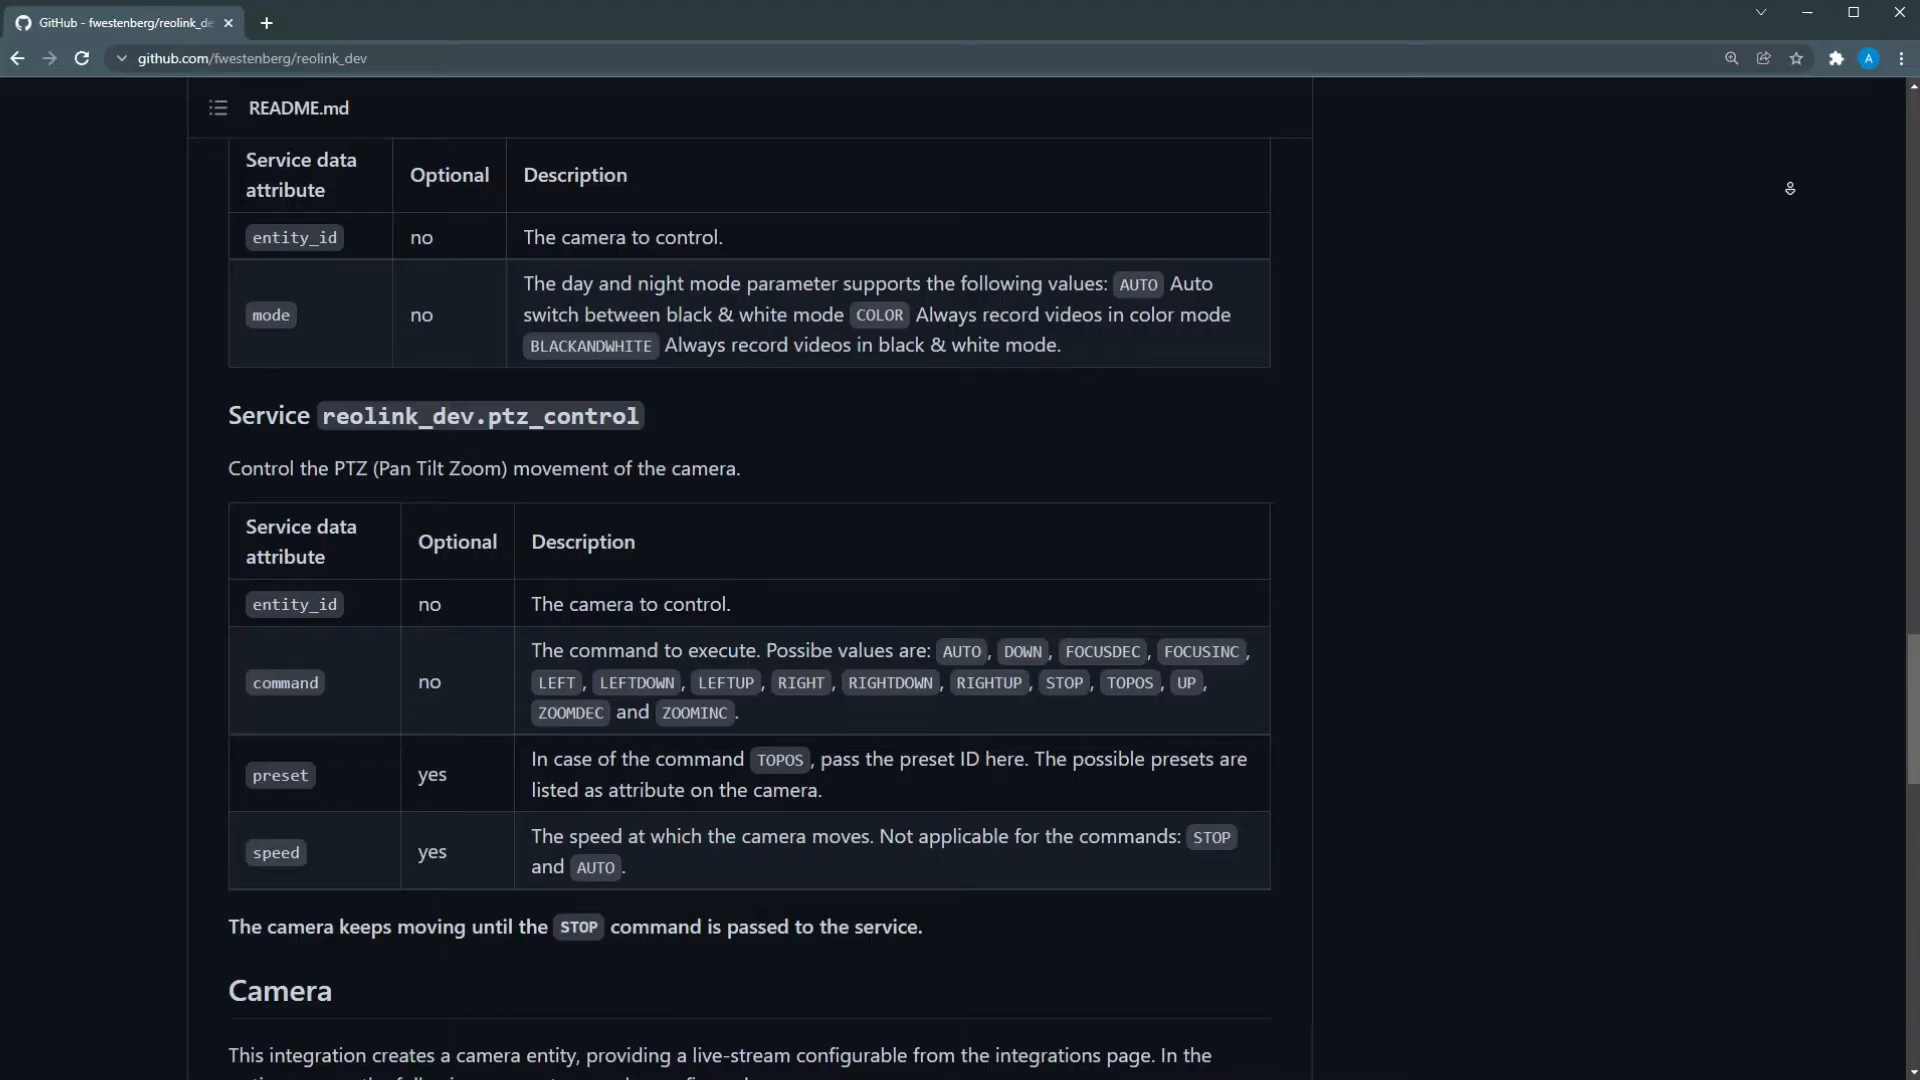 GitHub - fwestenberg/reolink_de
github.com/fwestenberg/reolink_dev
A
README.md
Service data
attribute
Optional
Description
entity_id
no
The camera to control.
mode
no
The day and night mode parameter supports the following values: AUTO Auto
switch between black & white mode COLOR Always record videos in color mode
BLACKANDWHITE Always record videos in black & white mode.
Service reolink_dev.ptz_control
Control the PTZ (Pan Tilt Zoom) movement of the camera.
Service data
attribute
Optional
Description
entity_id
no
The camera to control.
command
no
The command to execute. Possibe values are: AUTO, DOWN, FOCUSDEC, FOCUSINC,
LEFT, LEFTDOWN, LEFTUP, RIGHT, RIGHTDOWN, RIGHTUP, STOP, TOPOS, UP,
ZOOMDEC and ZOOMINC.
preset
yes
In case of the command TOPOS, pass the preset ID here. The possible presets are
listed as attribute on the camera.
speed
yes
The speed at which the camera moves. Not applicable for the commands: STOP
and AUTO.
The camera keeps moving until the STOP command is passed to the service.
Camera
This integration creates a camera entity, providing a live-stream configurable from the integrations page. In the